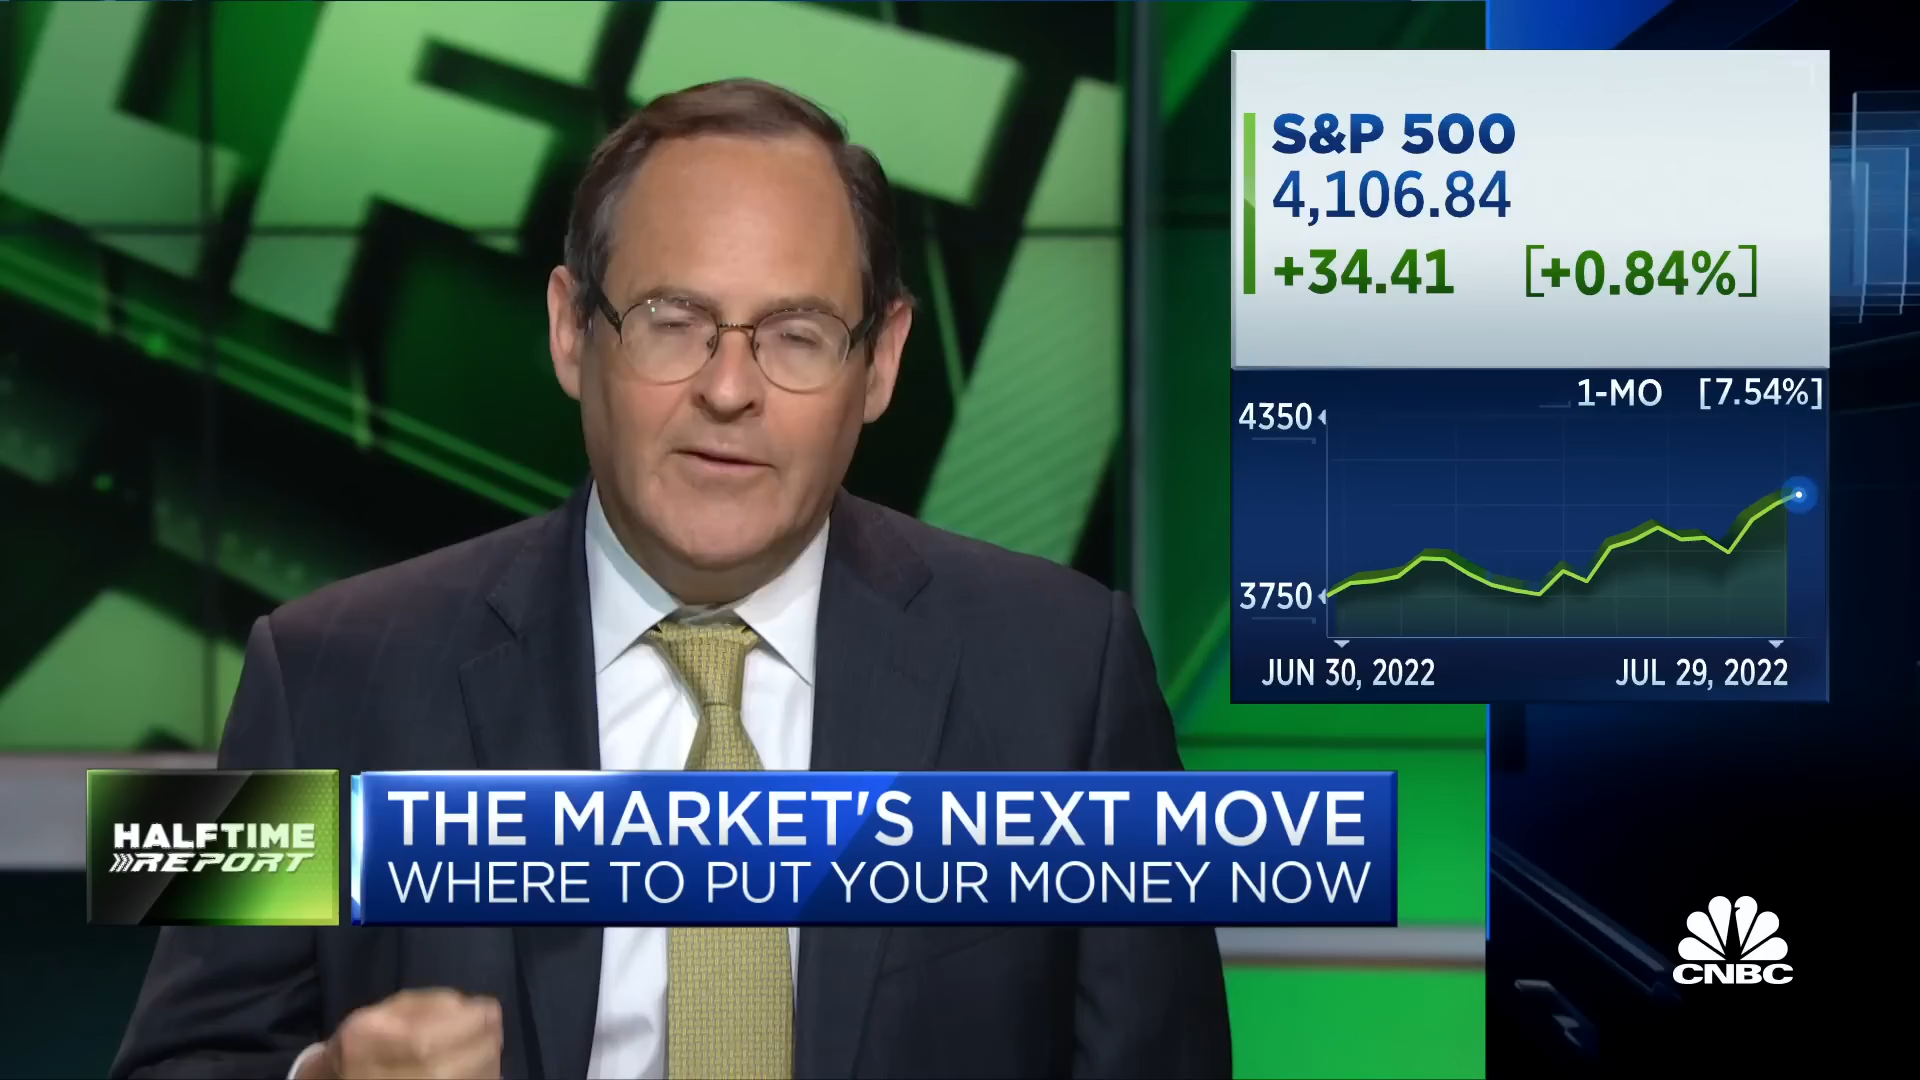 S&P 500
4,106.84
+34.41 [+0.84%]
1-MO [7.54%]
4350
3750
JUN 30, 2022 JUL 29, 2022
HALFTIME
REPORT
THE MARKET'S NEXT MOVE
WHERE TO PUT YOUR MONEY NOW
CNBC